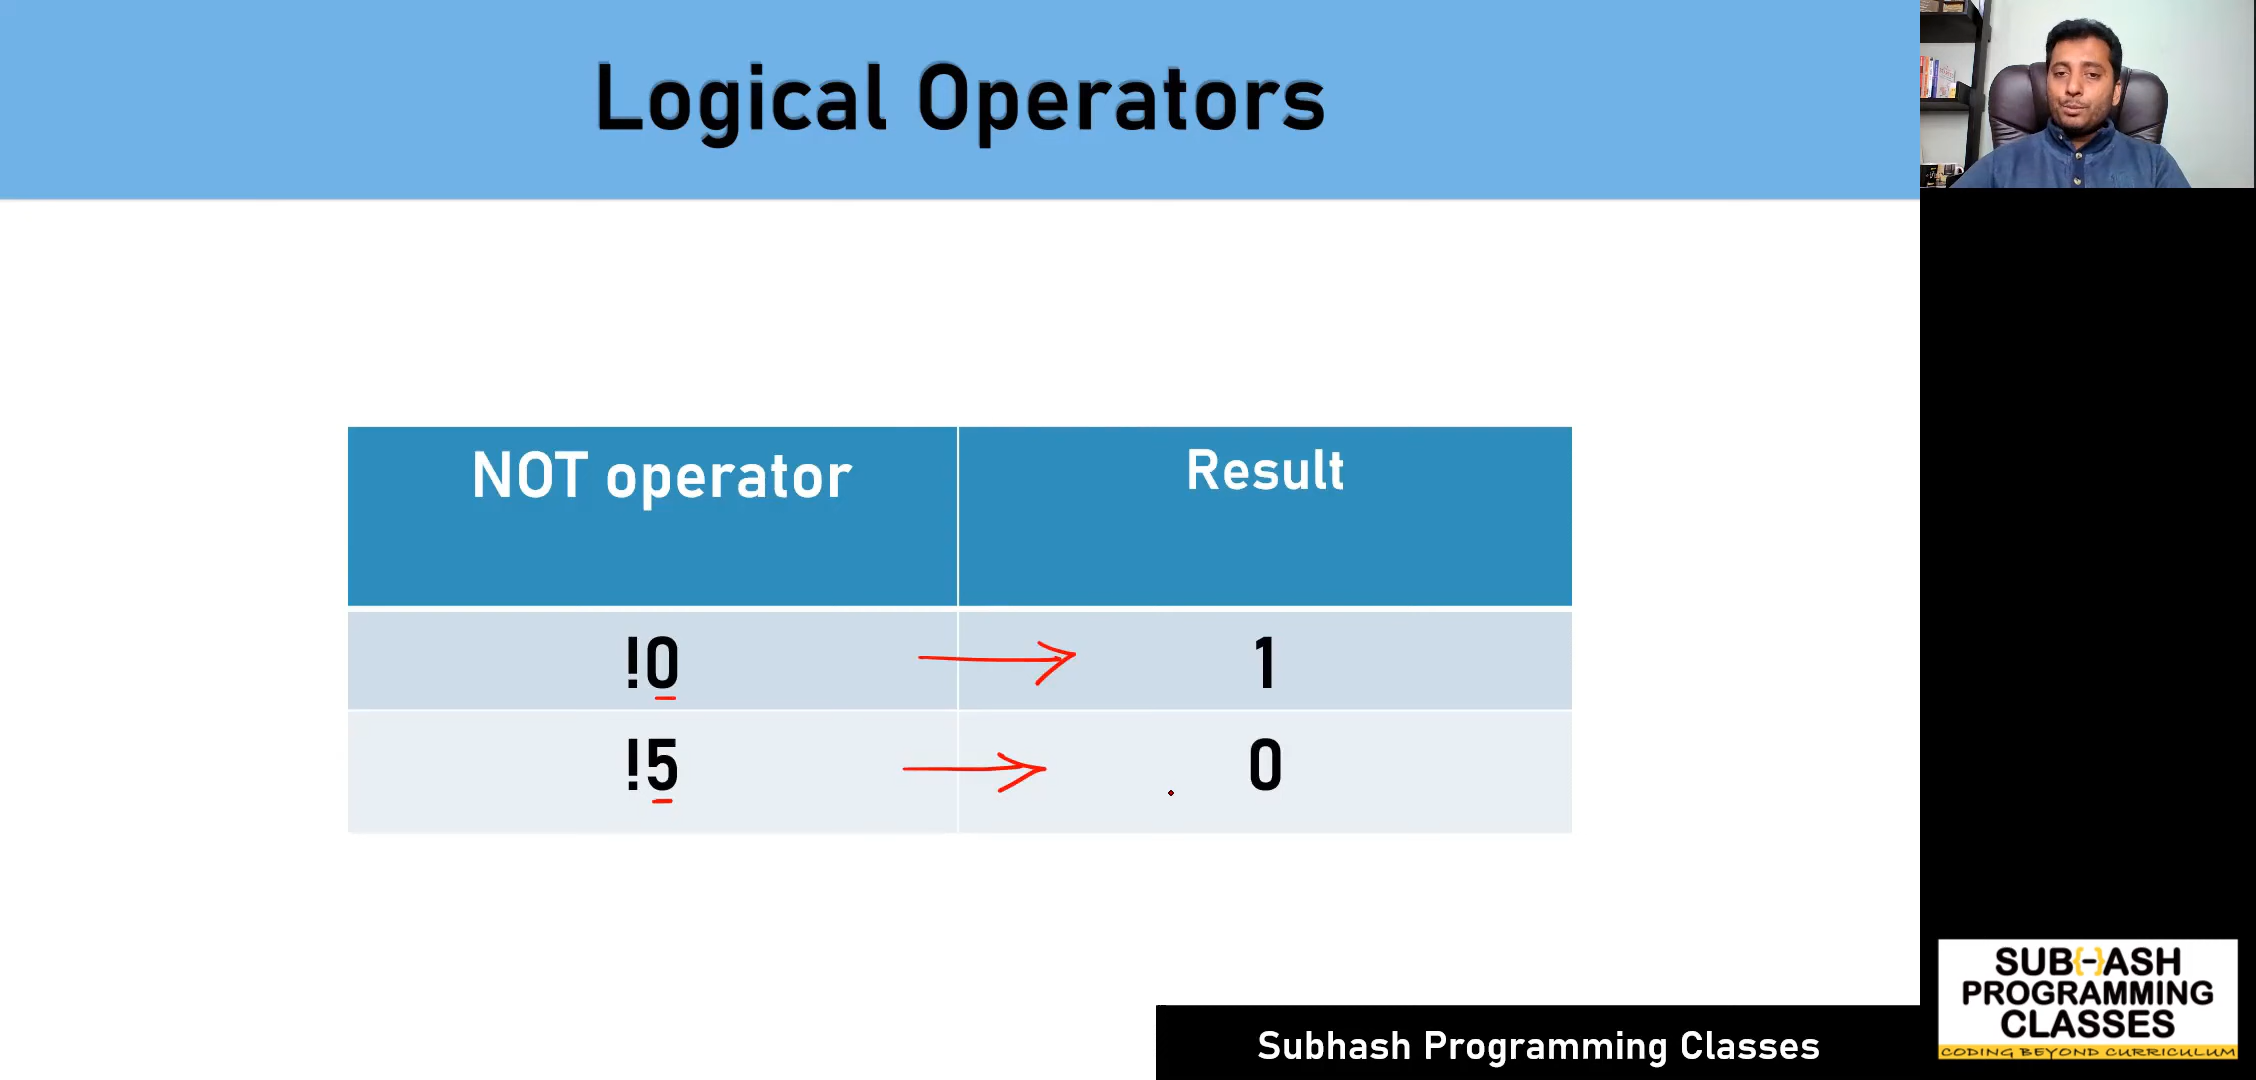 Logical Operators
NOT operator Result
!0 1
!5 0
Subhash Programming Classes
SUB{-}ASH
PROGRAMMING
CLASSES
CODING BEYOND CURRICULUM